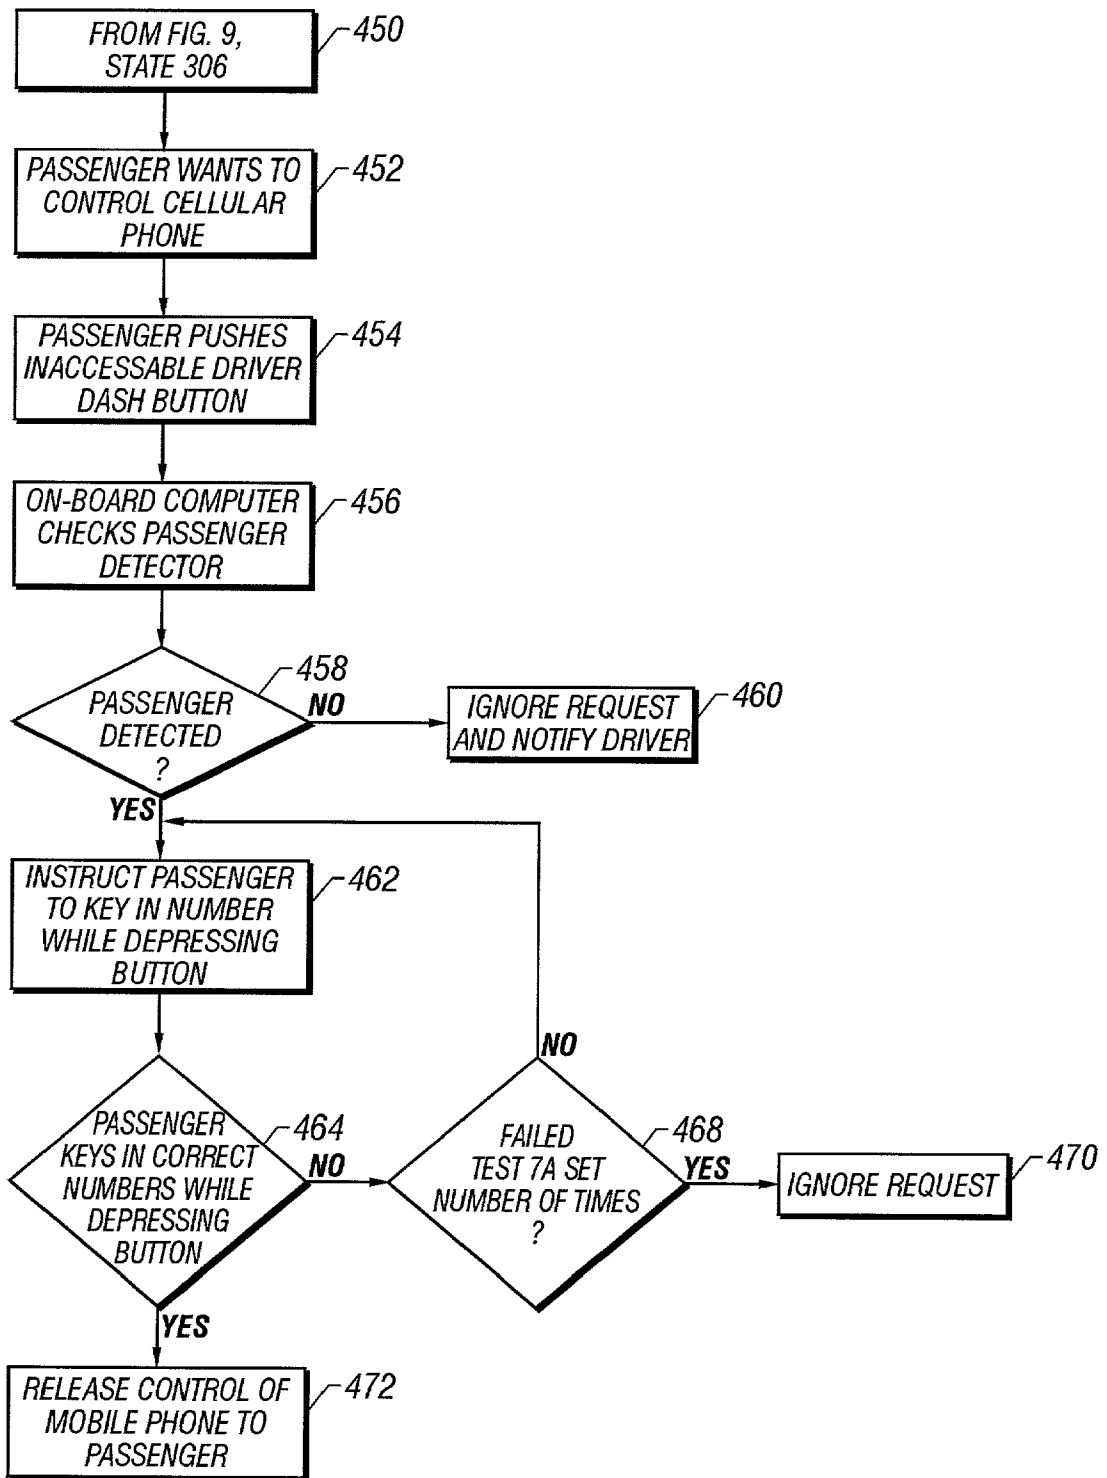 FROM FIG. 9,
STATE 306
450
PASSENGER WANTS TO
CONTROL CELLULAR
PHONE
452
PASSENGER PUSHES
INACCESSABLE DRIVER
DASH BUTTON
454
ON-BOARD COMPUTER
CHECKS PASSENGER
DETECTOR
456
PASSENGER
DETECTED
?
458
NO
YES
IGNORE REQUEST
AND NOTIFY DRIVER
460
INSTRUCT PASSENGER
TO KEY IN NUMBER
WHILE DEPRESSING
BUTTON
462
PASSENGER
KEYS IN CORRECT
NUMBERS WHILE
DEPRESSING
BUTTON
464
NO
YES
NO
FAILED
TEST 7A SET
NUMBER OF TIMES
?
468
YES
IGNORE REQUEST
470
RELEASE CONTROL OF
MOBILE PHONE TO
PASSENGER
472